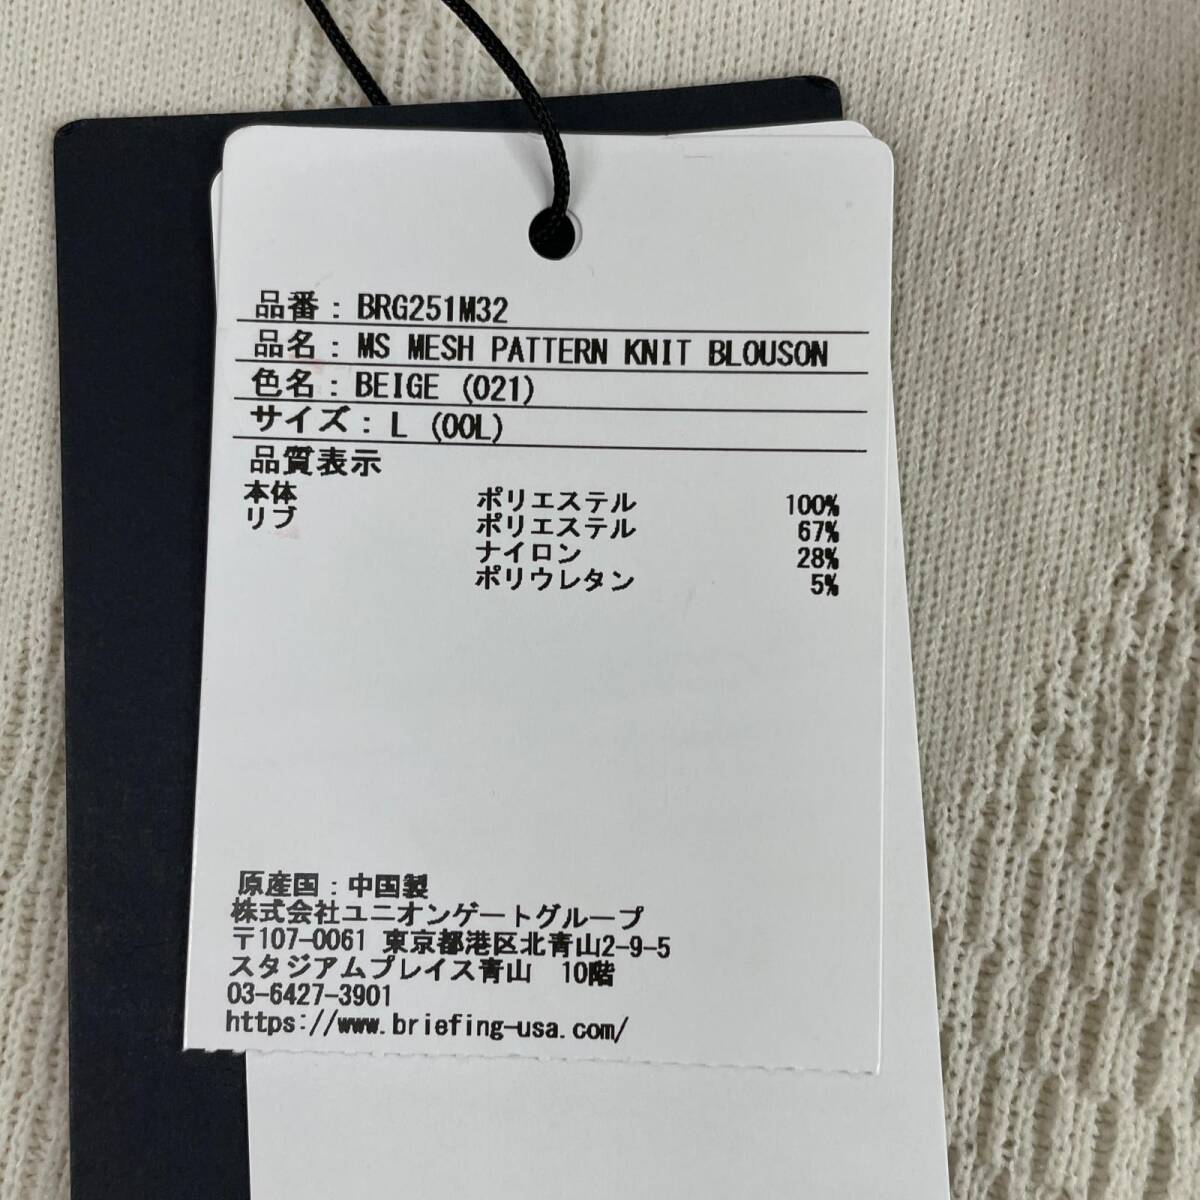 品番：BRG251M32
品名：MS MESH PATTERN KNIT BLOUSON
色名：BEIGE (021)
サイズ：L (00L)
品質表示
本体 ポリエステル 100%
リブ ポリエステル 67%
ナイロン 28%
ポリウレタン 5%
原産国：中国製
株式会社ユニオンゲートグループ
〒107-0061 東京都港区北青山2-9-5
スタジアムプレイス青山 10階
03-6427-3901
https://www.briefing-usa.com/